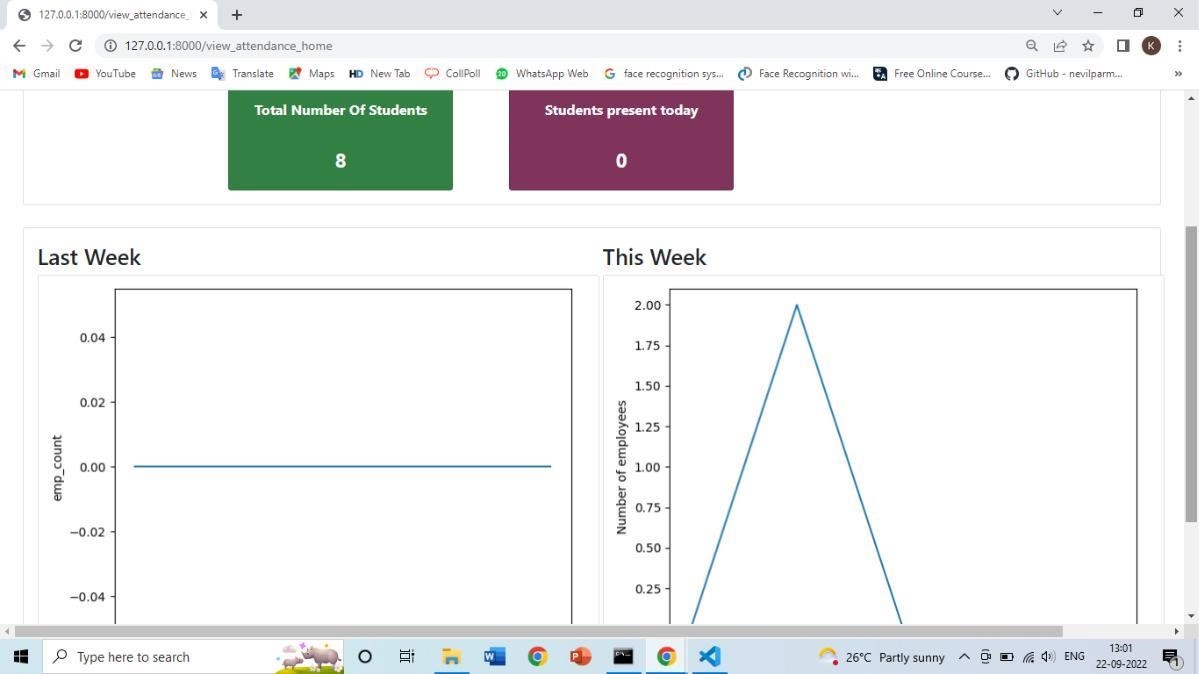 127.0.0.1:8000/view_attendance_
127.0.0.1:8000/view_attendance_home
K
Gmail YouTube News Translate Maps HD New Tab CollPoll 20 WhatsApp Web G face recognition sys... Face Recognition wi... Free Online Course... GitHub - nevilparm... »
Total Number Of Students
8
Students present today
0
Last Week
This Week
0.04
0.02
0.00
−0.02
−0.04
emp_count
2.00
1.75
1.50
1.25
1.00
0.75
0.50
0.25
Number of employees
Type here to search
26°C Partly sunny
ENG
13:01
22-09-2022
1